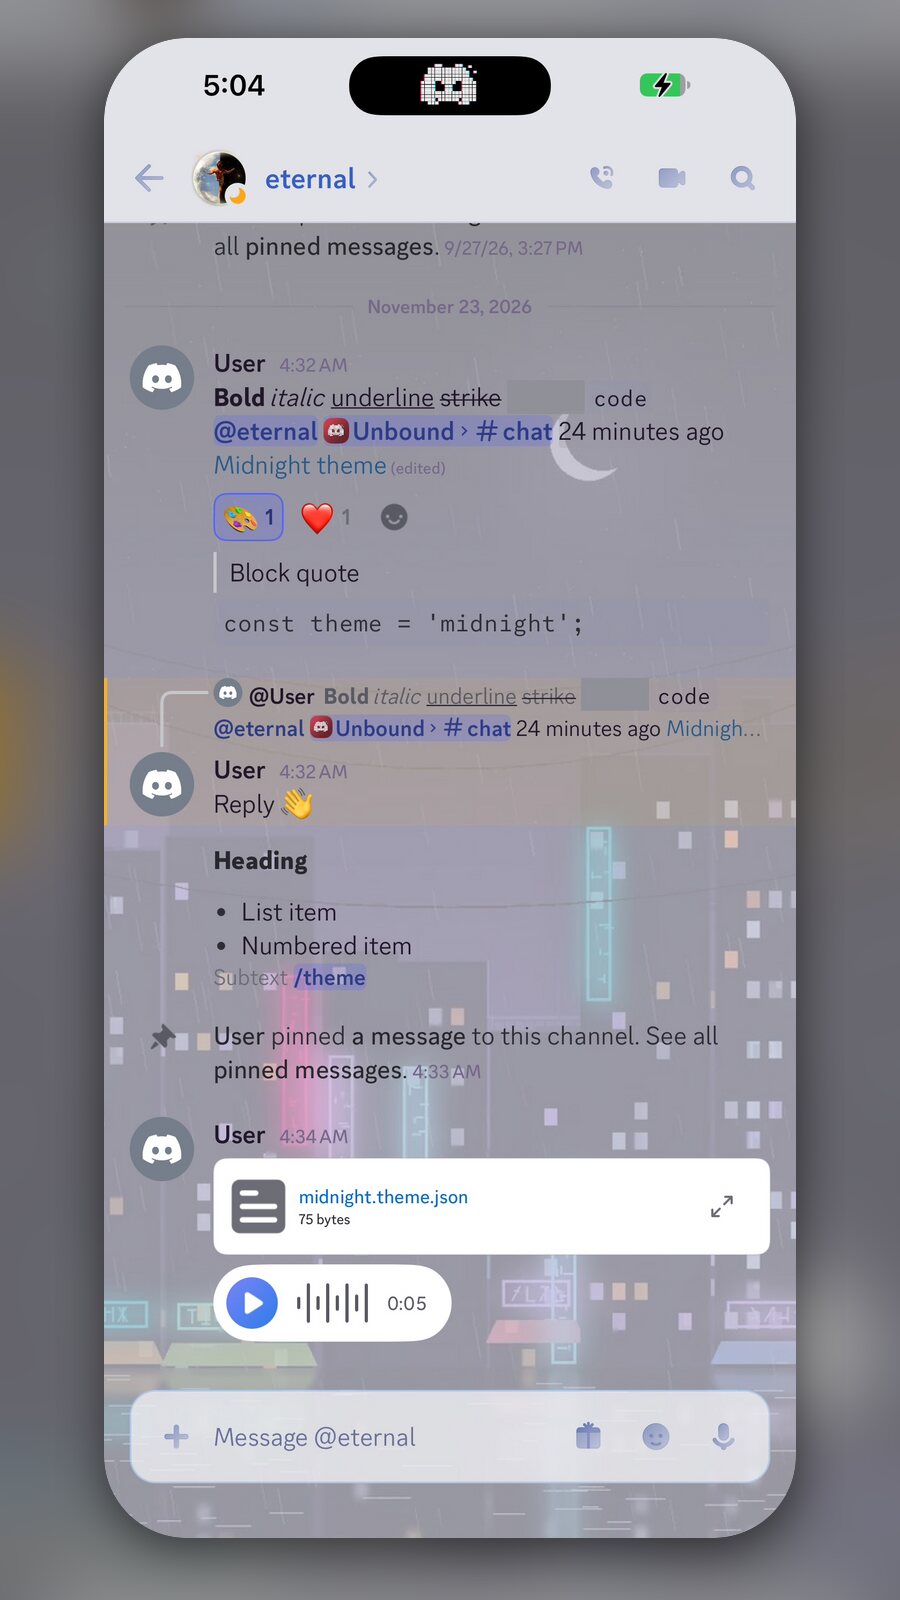 5:04
eternal
all pinned messages. 9/27/26, 3:27 PM
November 23, 2026
User 4:32 AM
Bold italic underline strike code
@eternal Unbound › # chat 24 minutes ago
Midnight theme (edited)
1 1
Block quote
const theme = 'midnight';
@User Bold italic underline strike code
@eternal Unbound › # chat 24 minutes ago Midnigh...
User 4:32 AM
Reply
Heading
• List item
• Numbered item
Subtext /theme
User pinned a message to this channel. See all
pinned messages. 4:33 AM
User 4:34 AM
midnight.theme.json
75 bytes
0:05
Message @eternal